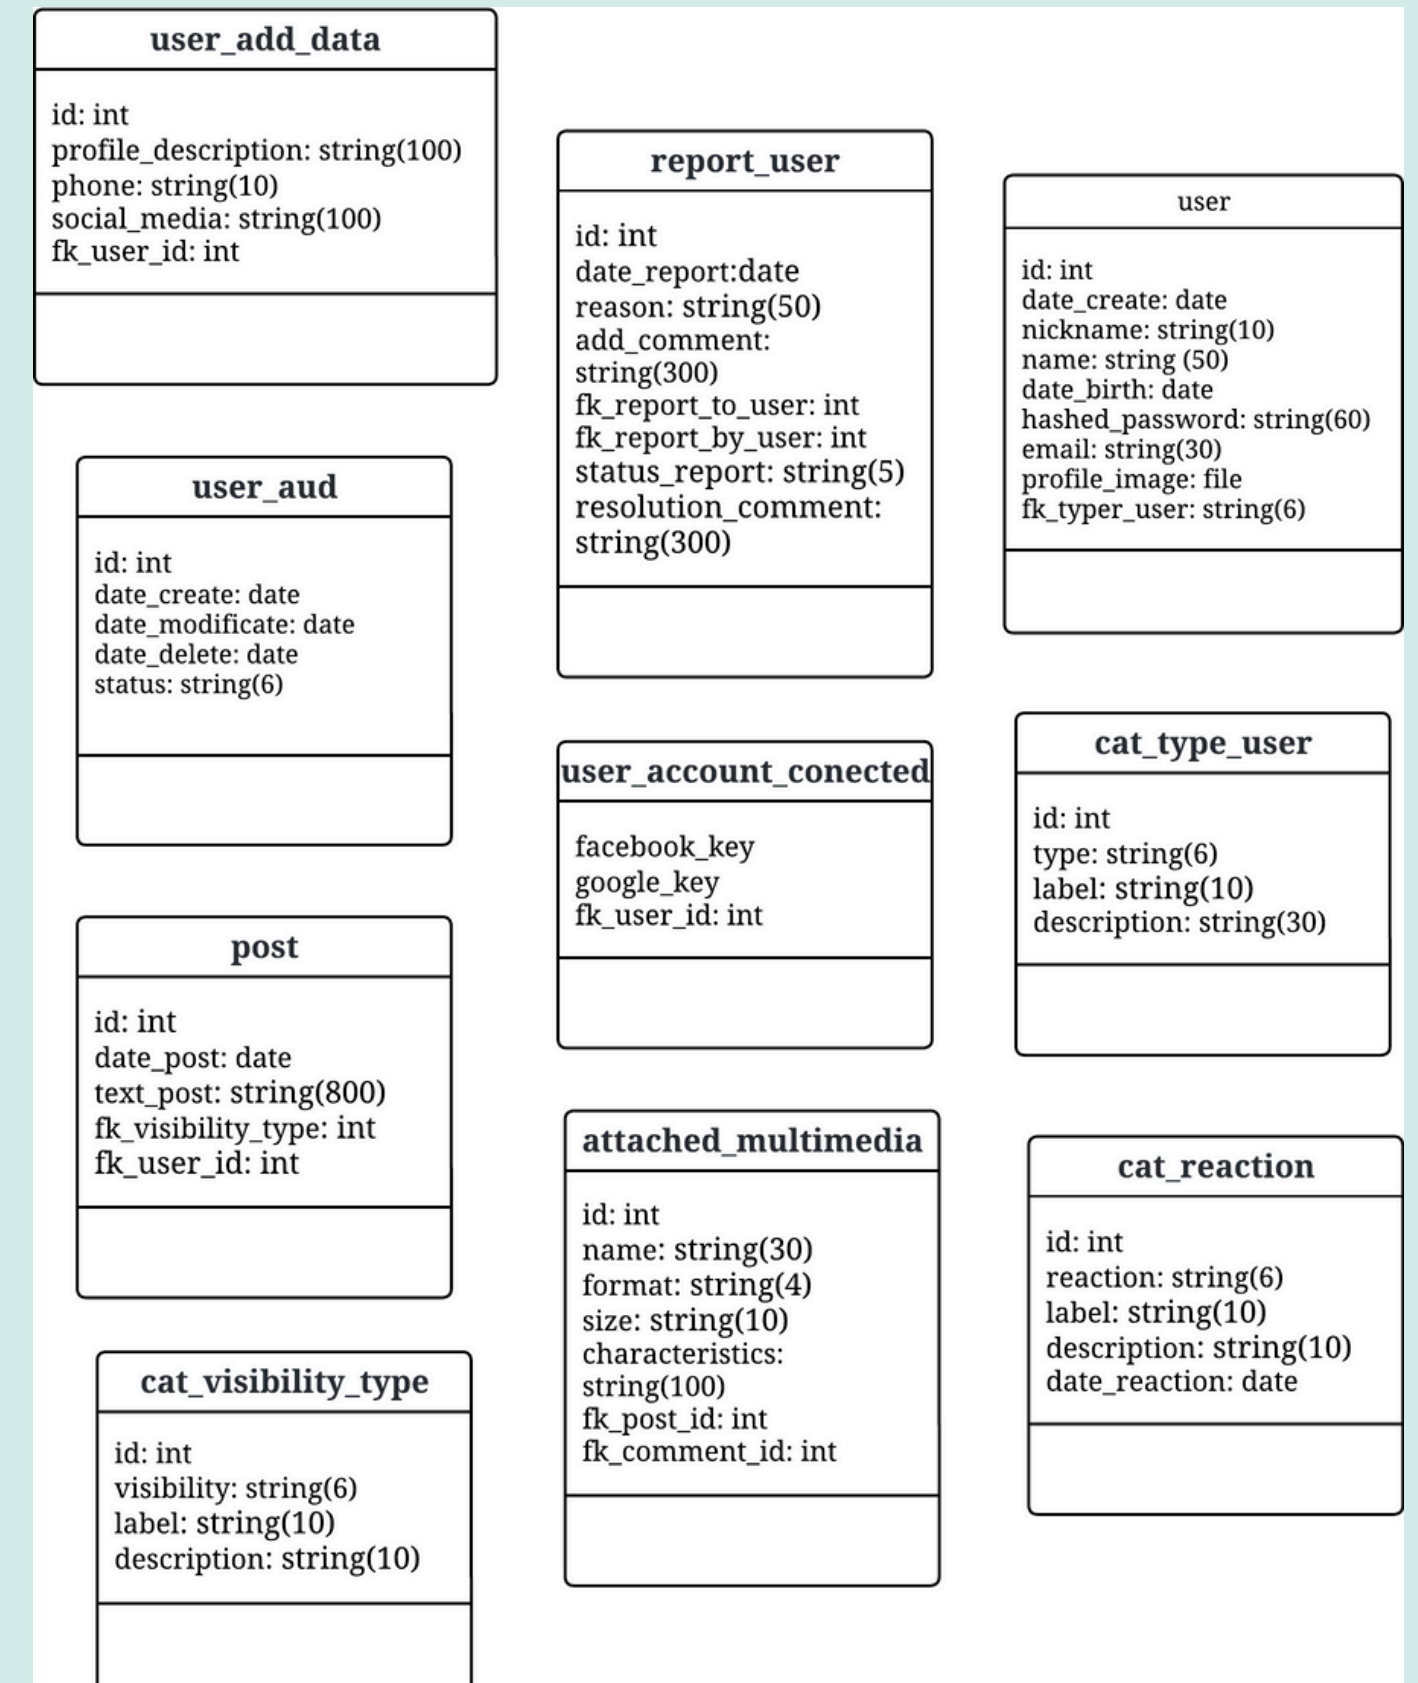 user_add_data
id: int
profile_description: string(100)
phone: string(10)
social_media: string(100)
fk_user_id: int
user_aud
id: int
date_create: date
date_modificate: date
date_delete: date
status: string(6)
post
id: int
date_post: date
text_post: string(800)
fk_visibility_type: int
fk_user_id: int
cat_visibility_type
id: int
visibility: string(6)
label: string(10)
description: string(10)
report_user
id: int
date_report:date
reason: string(50)
add_comment:
string(300)
fk_report_to_user: int
fk_report_by_user: int
status_report: string(5)
resolution_comment:
string(300)
user_account_conected
facebook_key
google_key
fk_user_id: int
attached_multimedia
id: int
name: string(30)
format: string(4)
size: string(10)
characteristics:
string(100)
fk_post_id: int
fk_comment_id: int
user
id: int
date_create: date
nickname: string(10)
name: string (50)
date_birth: date
hashed_password: string(60)
email: string(30)
profile_image: file
fk_typer_user: string(6)
cat_type_user
id: int
type: string(6)
label: string(10)
description: string(30)
cat_reaction
id: int
reaction: string(6)
label: string(10)
description: string(10)
date_reaction: date